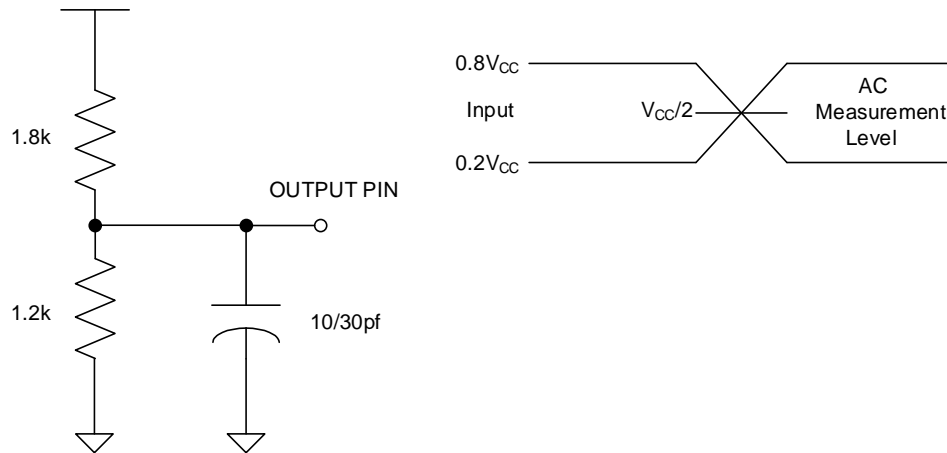 1.8k
1.2k
OUTPUT PIN
10/30pf
0.8VCC
Input
0.2VCC
VCC/2
AC
Measurement
Level